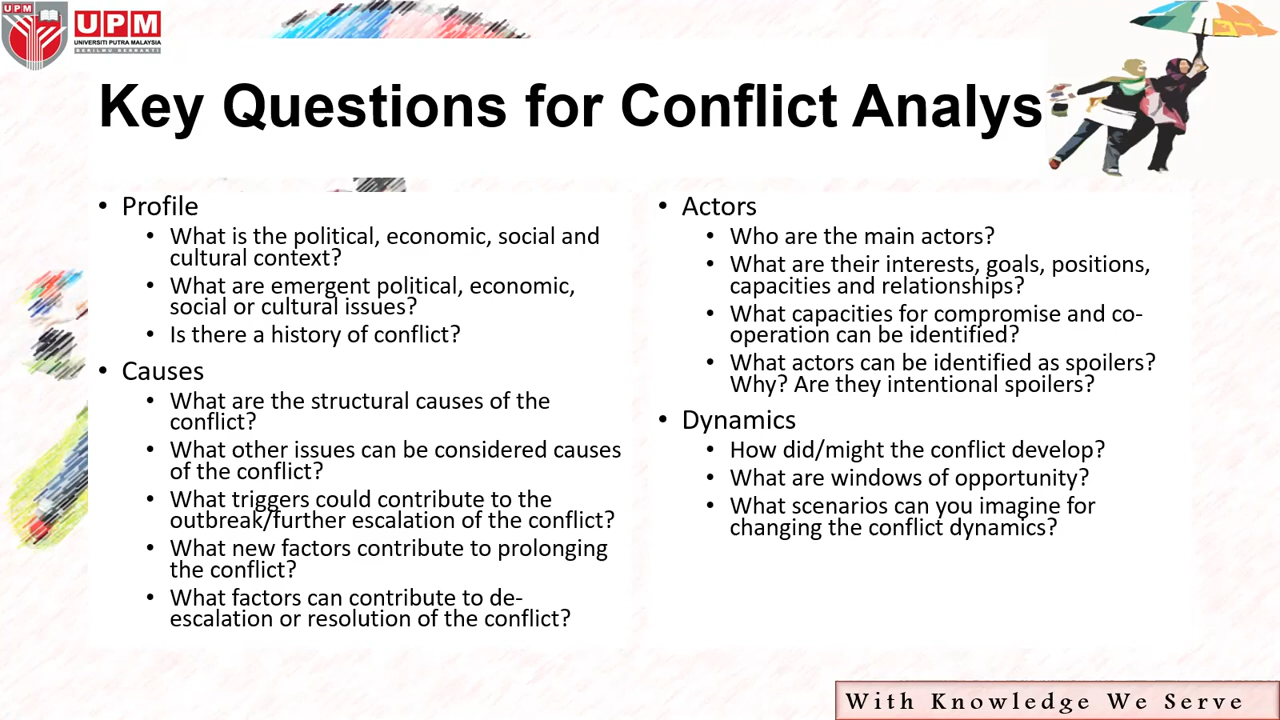 UPM
UPM
UNIVERSITI PUTRA MALAYSIA
BERILMU BERBAKTI
Key Questions for Conflict Analys
• Profile
• What is the political, economic, social and
cultural context?
• What are emergent political, economic,
social or cultural issues?
• Is there a history of conflict?
• Causes
• What are the structural causes of the
conflict?
• What other issues can be considered causes
of the conflict?
• What triggers could contribute to the
outbreak/further escalation of the conflict?
• What new factors contribute to prolonging
the conflict?
• What factors can contribute to de-
escalation or resolution of the conflict?
• Actors
• Who are the main actors?
• What are their interests, goals, positions,
capacities and relationships?
• What capacities for compromise and co-
operation can be identified?
• What actors can be identified as spoilers?
Why? Are they intentional spoilers?
• Dynamics
• How did/might the conflict develop?
• What are windows of opportunity?
• What scenarios can you imagine for
changing the conflict dynamics?
With Knowledge We Serve